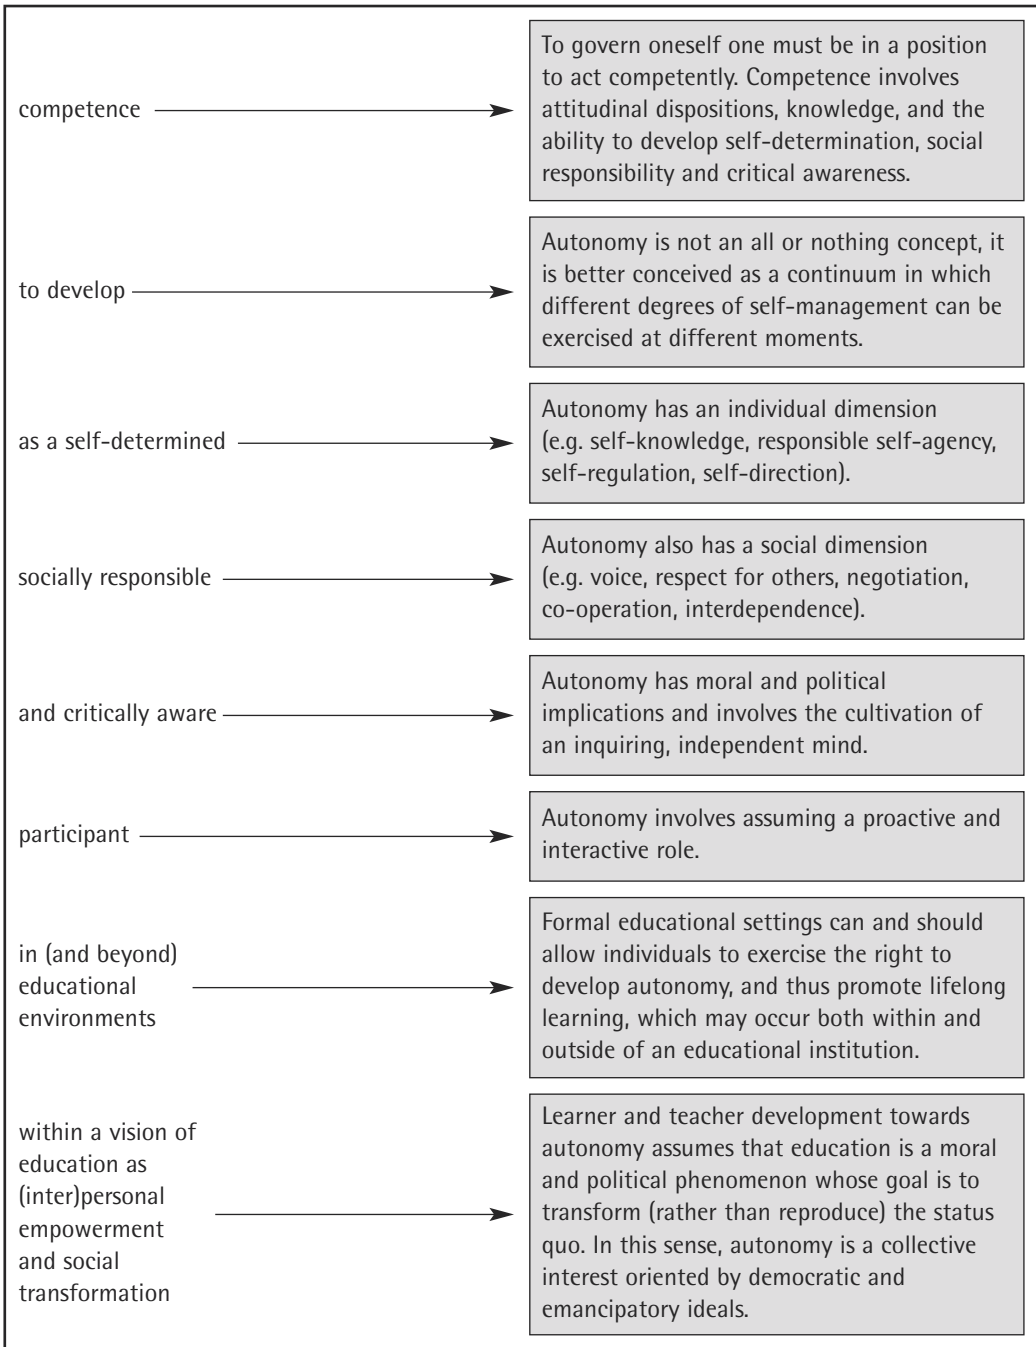 competence
To govern oneself one must be in a position
to act competently. Competence involves
attitudinal dispositions, knowledge, and the
ability to develop self-determination, social
responsibility and critical awareness.
to develop
Autonomy is not an all or nothing concept, it
is better conceived as a continuum in which
different degrees of self-management can be
exercised at different moments.
as a self-determined
Autonomy has an individual dimension
(e.g. self-knowledge, responsible self-agency,
self-regulation, self-direction).
socially responsible
Autonomy also has a social dimension
(e.g. voice, respect for others, negotiation,
co-operation, interdependence).
and critically aware
Autonomy has moral and political
implications and involves the cultivation of
an inquiring, independent mind.
participant
Autonomy involves assuming a proactive and
interactive role.
in (and beyond)
educational
environments
Formal educational settings can and should
allow individuals to exercise the right to
develop autonomy, and thus promote lifelong
learning, which may occur both within and
outside of an educational institution.
within a vision of
education as
(inter)personal
empowerment
and social
transformation
Learner and teacher development towards
autonomy assumes that education is a moral
and political phenomenon whose goal is to
transform (rather than reproduce) the status
quo. In this sense, autonomy is a collective
interest oriented by democratic and
emancipatory ideals.